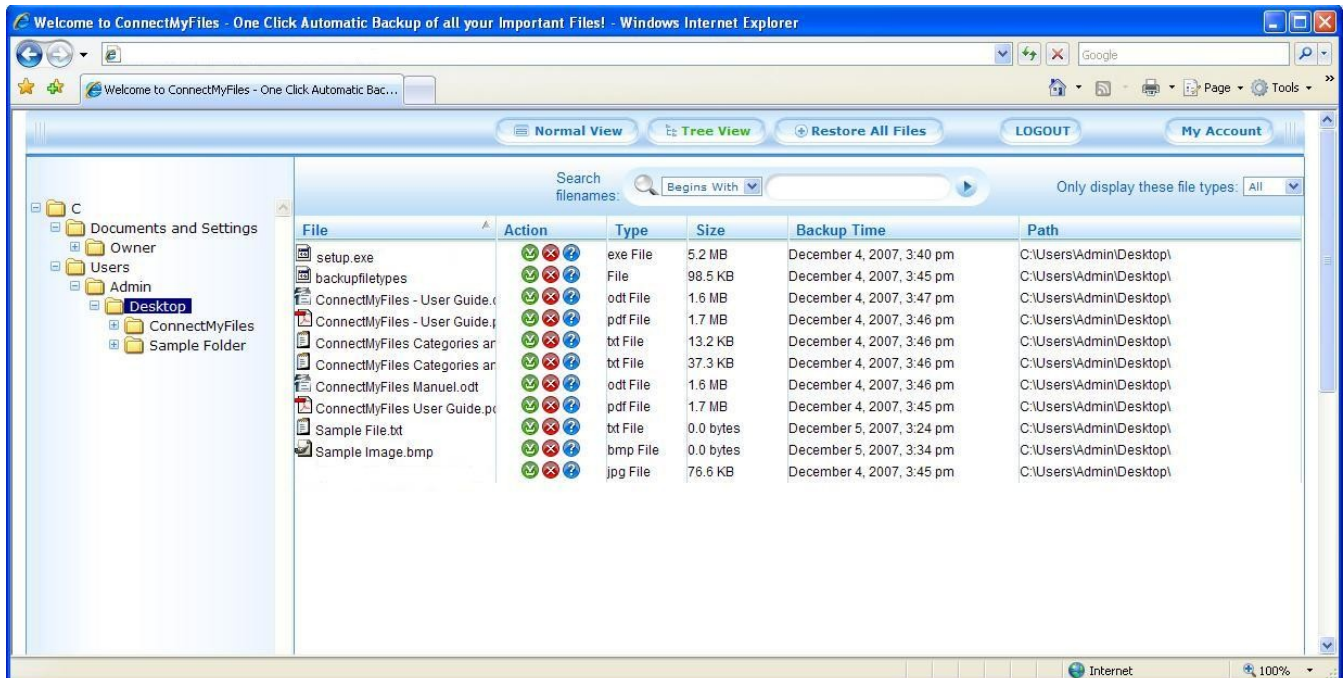 Welcome to ConnectMyFiles - One Click Automatic Backup of all your Important Files! - Windows Internet Explorer
Google
Welcome to ConnectMyFiles - One Click Automatic Bac...
Page Tools »
Normal View Tree View Restore All Files LOGOUT My Account
Search filenames: Begins With Only display these file types: All
C
Documents and Settings
Owner
Users
Admin
Desktop
ConnectMyFiles
Sample Folder
File Action Type Size Backup Time Path
setup.exe exe File 5.2 MB December 4, 2007, 3:40 pm C:\Users\Admin\Desktop\
backupfiletypes File 98.5 KB December 4, 2007, 3:45 pm C:\Users\Admin\Desktop\
ConnectMyFiles - User Guide. odt File 1.6 MB December 4, 2007, 3:47 pm C:\Users\Admin\Desktop\
ConnectMyFiles - User Guide. pdf File 1.7 MB December 4, 2007, 3:46 pm C:\Users\Admin\Desktop\
ConnectMyFiles Categories ar txt File 13.2 KB December 4, 2007, 3:46 pm C:\Users\Admin\Desktop\
ConnectMyFiles Categories ar txt File 37.3 KB December 4, 2007, 3:46 pm C:\Users\Admin\Desktop\
ConnectMyFiles Manuel.odt odt File 1.6 MB December 4, 2007, 3:46 pm C:\Users\Admin\Desktop\
ConnectMyFiles User Guide.pd pdf File 1.7 MB December 4, 2007, 3:45 pm C:\Users\Admin\Desktop\
Sample File.txt txt File 0.0 bytes December 5, 2007, 3:24 pm C:\Users\Admin\Desktop\
Sample Image.bmp bmp File 0.0 bytes December 5, 2007, 3:34 pm C:\Users\Admin\Desktop\
jpg File 76.6 KB December 4, 2007, 3:45 pm C:\Users\Admin\Desktop\
Internet 100%